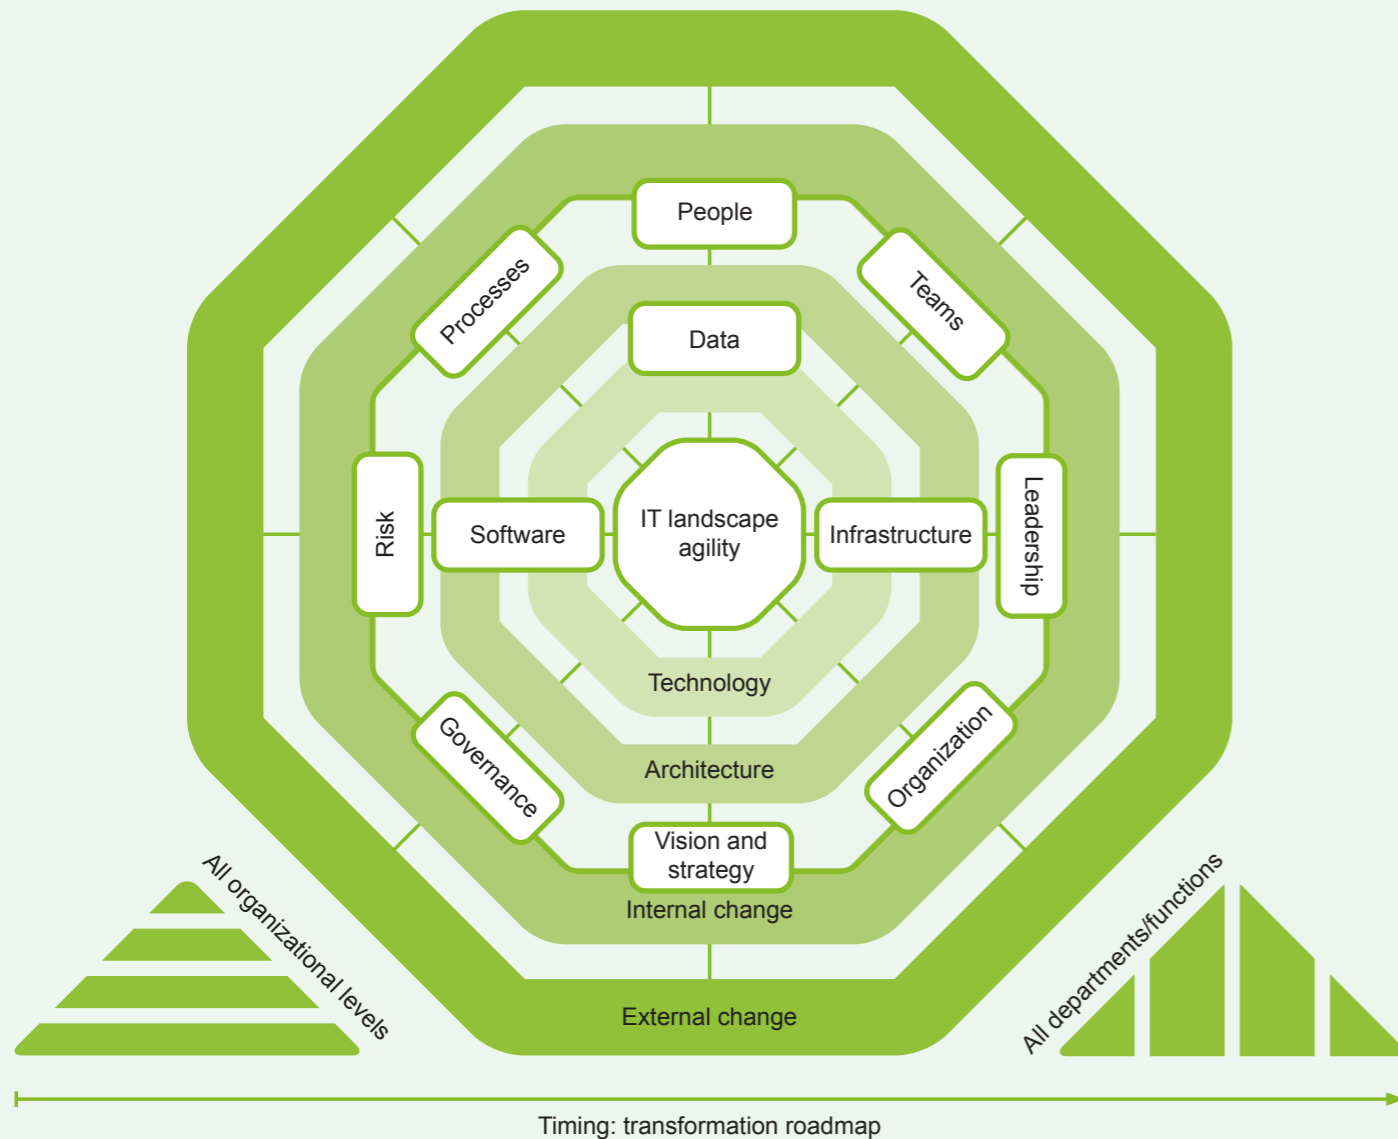 People
Processes
Teams
Data
Risk
Software
IT landscape
agility
Infrastructure
Leadership
Technology
Governance
Organization
Architecture
Vision and
strategy
Internal change
External change
All organizational levels
All departments/functions
Timing: transformation roadmap